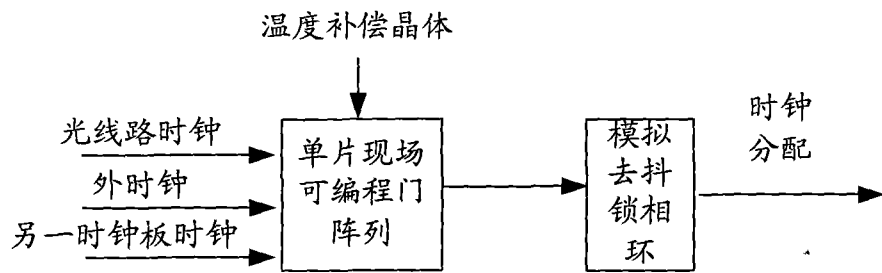 温度补偿晶体
光线路时钟
外时钟
另一时钟板时钟
单片现场
可编程门
阵列
模拟
去抖
锁相
环
时钟
分配